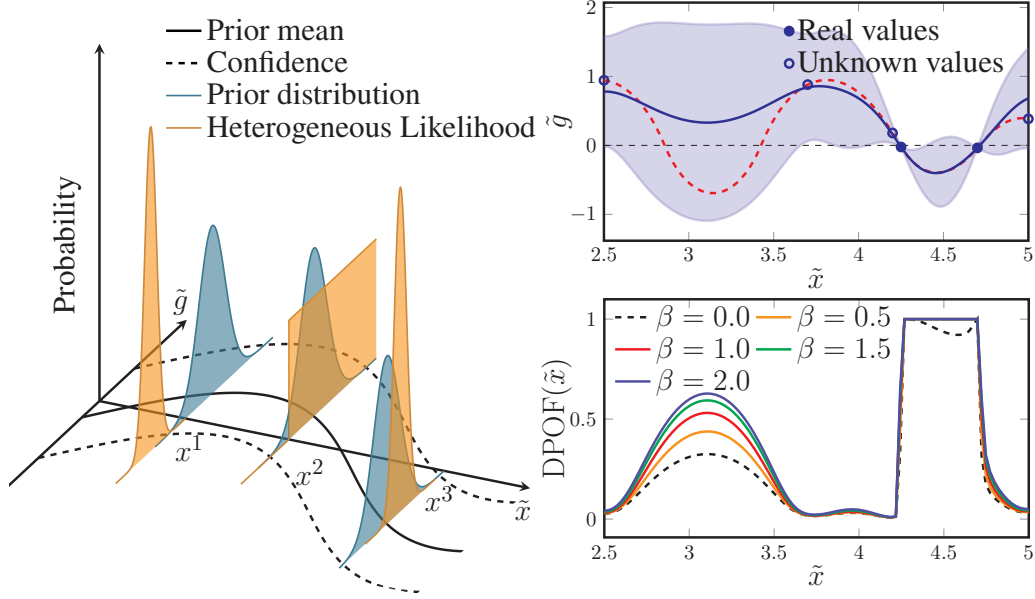 Prior mean
Confidence
Prior distribution
Heterogeneous Likelihood
Probability
g̃
x¹
x²
x³
x̃
Real values
Unknown values
2
1
0
−1
g̃
2.5 3 3.5 4 4.5 5
x̃
β = 0.0 β = 0.5
β = 1.0 β = 1.5
β = 2.0
1
0.5
0
DPOF(x̃)
2.5 3 3.5 4 4.5 5
x̃